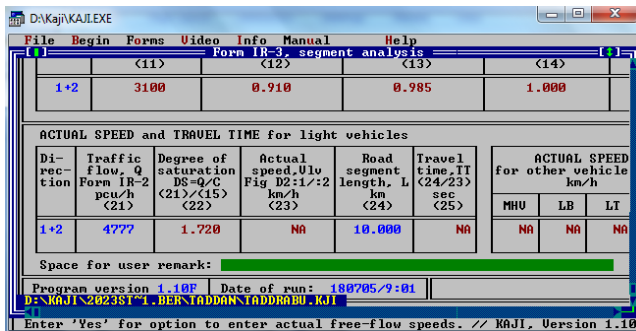 D:\Kaji\KAJI.EXE
File Begin Forms Video Info Manual Help
Form IR-3, segment analysis
(11) (12) (13) (14)
1+2 3100 0.910 0.985 1.000
ACTUAL SPEED and TRAVEL TIME for light vehicles
Di- Traffic Degree of Actual Road Travel ACTUAL SPEED
rec- flow, Q saturation speed,Vlv segment time,TT for other vehicle
tion Form IR-2 DS=Q/C Fig D2:1/:2 length, L (24/23) km/h
pcu/h (21)/(15) km/h km sec
(21) (22) (23) (24) (25) MHV LB LT
1+2 4777 1.720 NA 10.000 NA NA NA NA
Space for user remark:
Program version 1.10F Date of run: 180705/9:01
D:\KAJI\2023ST~1.BER\TADDAN\TADDRABU.KJI
Enter 'Yes' for option to enter actual free-flow speeds. // KAJI, Version 1.1